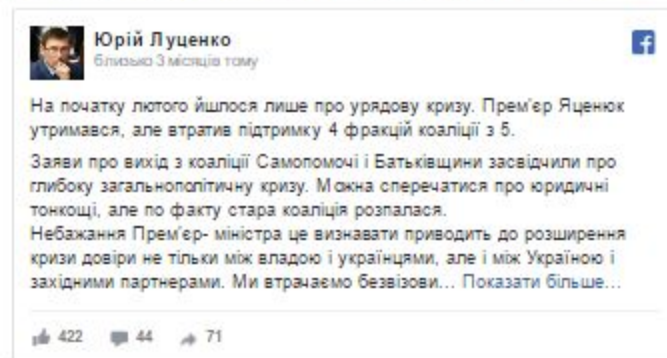 Юрій Луценко
близько 3 місяців тому
На початку лютого йшлося лише про урядову кризу. Прем'єр Яценюк
утримався, але втратив підтримку 4 фракцій коаліції з 5.
Заяви про вихід з коаліції Самопомочі і Батьківщини засвідчили про
глибоку загальнополітичну кризу. Можна сперечатися про юридичні
тонкощі, але по факту стара коаліція розпалася.
Небажання Прем'єр- міністра це визнавати приводить до розширення
кризи довіри не тільки між владою і українцями, але і між Україною і
західними партнерами. Ми втрачаємо безвізови... Показати більше...
422 44 71